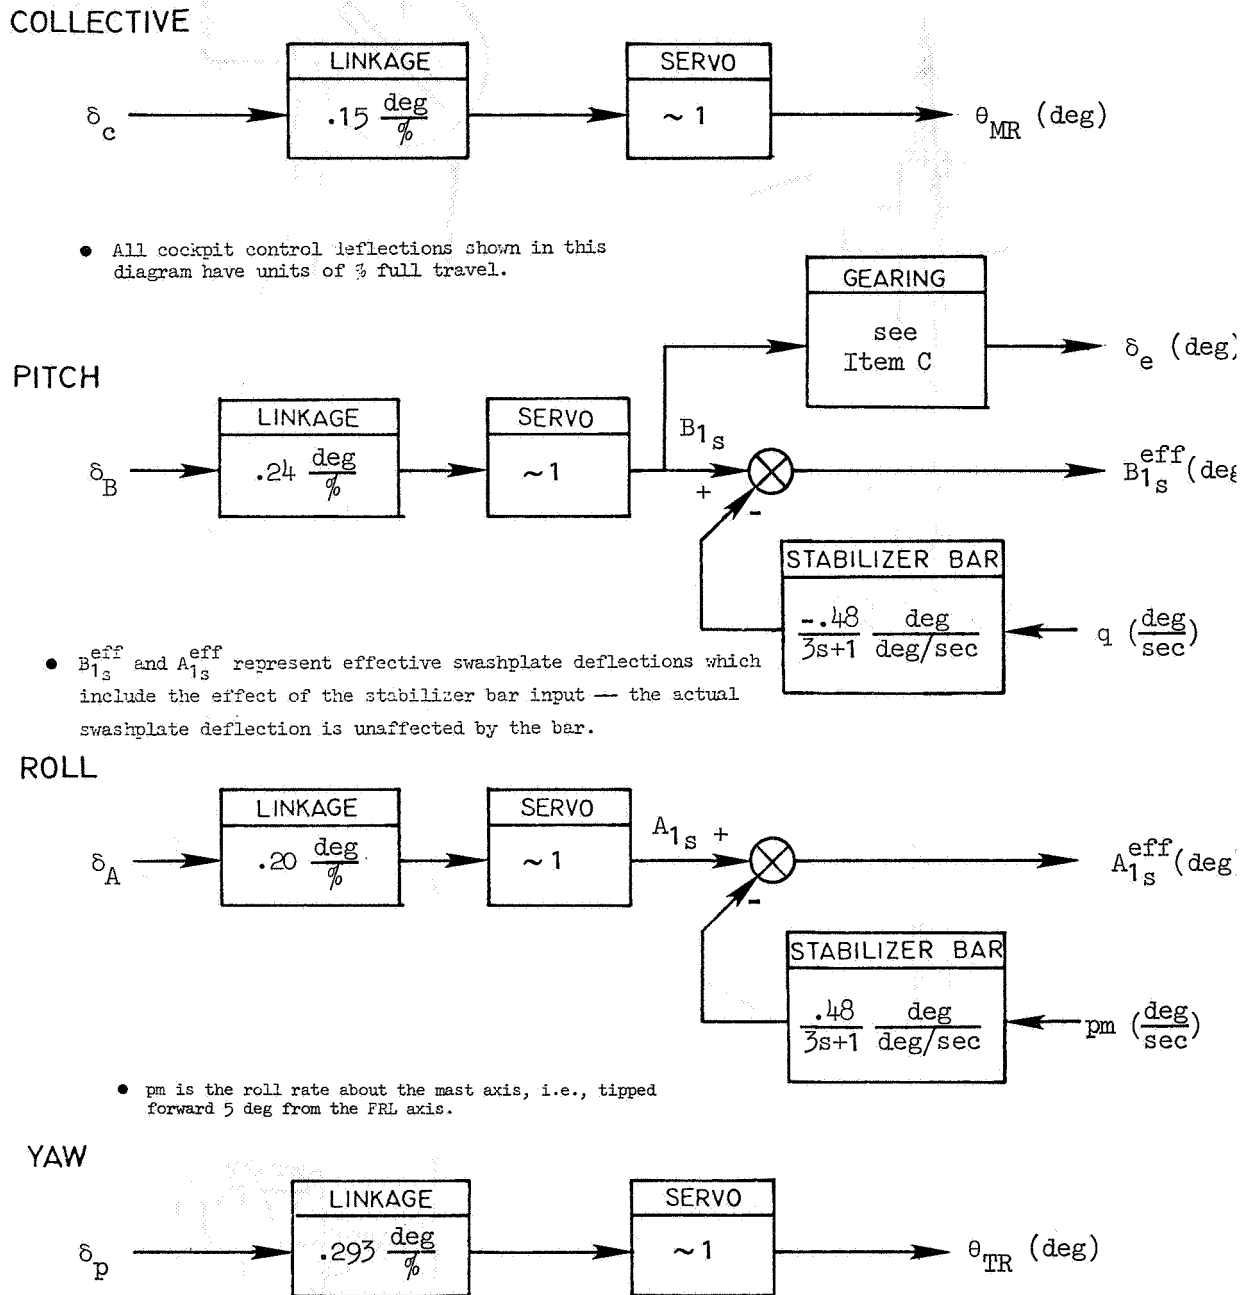 COLLECTIVE
LINKAGE
SERVO
δc
.15 deg/%
~ 1
θMR (deg)
● All cockpit control deflections shown in this
diagram have units of % full travel.
GEARING
see
Item C
δe (deg)
PITCH
LINKAGE
SERVO
δB
.24 deg/%
~1
B1s
+
-
B1s^eff (deg
STABILIZER BAR
-.48/3s+1 deg/deg/sec
q (deg/sec)
● B1s^eff and A1s^eff represent effective swashplate deflections which
include the effect of the stabilizer bar input — the actual
swashplate deflection is unaffected by the bar.
ROLL
LINKAGE
SERVO
δA
.20 deg/%
~ 1
A1s +
-
A1s^eff (deg
STABILIZER BAR
.48/3s+1 deg/deg/sec
pm (deg/sec)
● pm is the roll rate about the mast axis, i.e., tipped
forward 5 deg from the FRL axis.
YAW
LINKAGE
SERVO
δp
.293 deg/%
~1
θTR (deg)